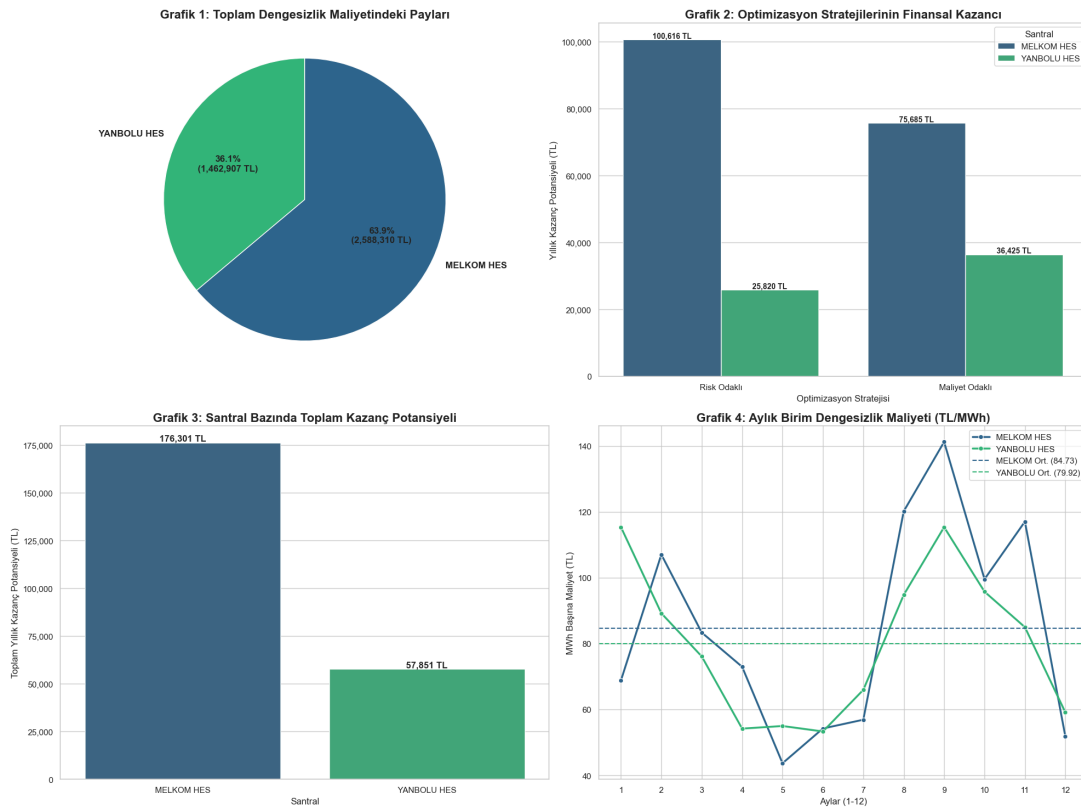 Grafik 1: Toplam Dengesizlik Maliyetindeki Payları
YANBOLU HES
36.1%
(1,462,907 TL)
63.9%
(2,588,310 TL)
MELKOM HES
Grafik 2: Optimizasyon Stratejilerinin Finansal Kazancı
Yıllık Kazanç Potansiyeli (TL)
100,000
80,000
60,000
40,000
20,000
0
100,616 TL
25,820 TL
75,685 TL
36,425 TL
Santral
MELKOM HES
YANBOLU HES
Risk Odaklı
Maliyet Odaklı
Optimizasyon Stratejisi
Grafik 3: Santral Bazında Toplam Kazanç Potansiyeli
Toplam Yıllık Kazanç Potansiyeli (TL)
175,000
150,000
125,000
100,000
75,000
50,000
25,000
0
176,301 TL
57,851 TL
MELKOM HES
YANBOLU HES
Santral
Grafik 4: Aylık Birim Dengesizlik Maliyeti (TL/MWh)
MWh Başına Maliyet (TL)
140
120
100
80
60
40
MELKOM HES
YANBOLU HES
MELKOM Ort. (84.73)
YANBOLU Ort. (79.92)
1 2 3 4 5 6 7 8 9 10 11 12
Aylar (1-12)